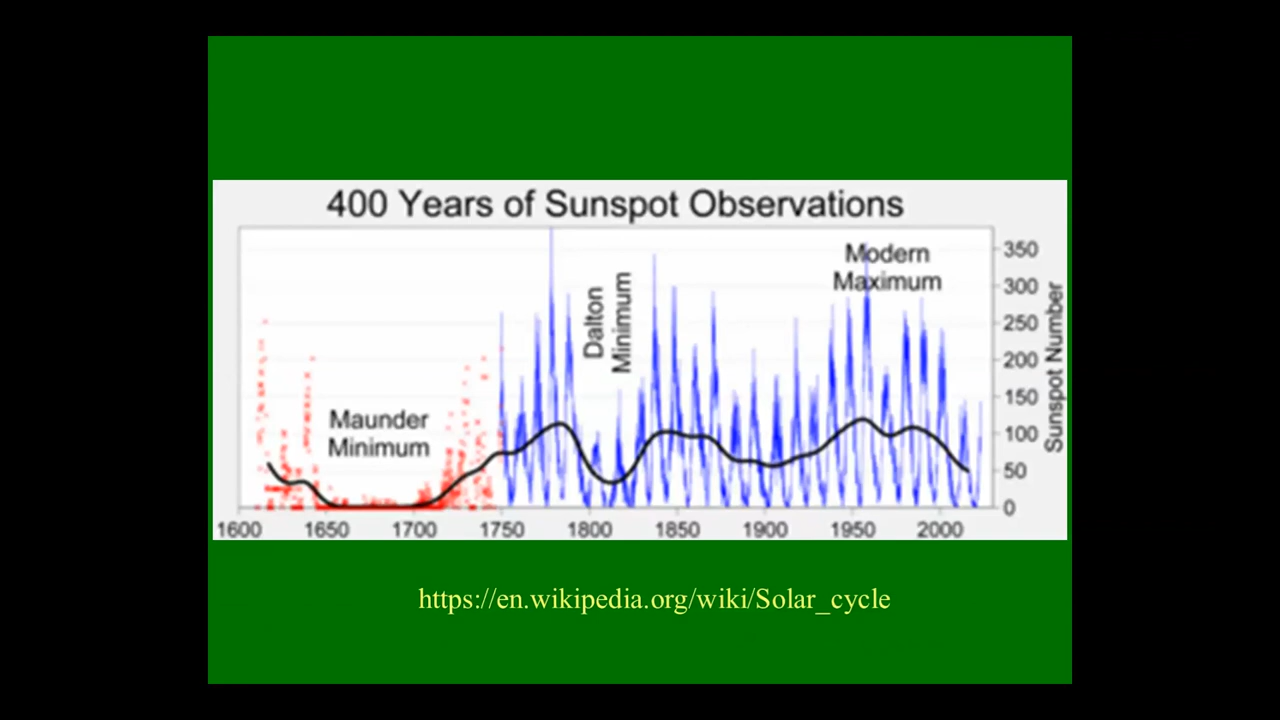 400 Years of Sunspot Observations
Modern
Maximum
Dalton
Minimum
Maunder
Minimum
350
300
250
200
150
100
50
0
Sunspot Number
1600 1650 1700 1750 1800 1850 1900 1950 2000
https://en.wikipedia.org/wiki/Solar_cycle